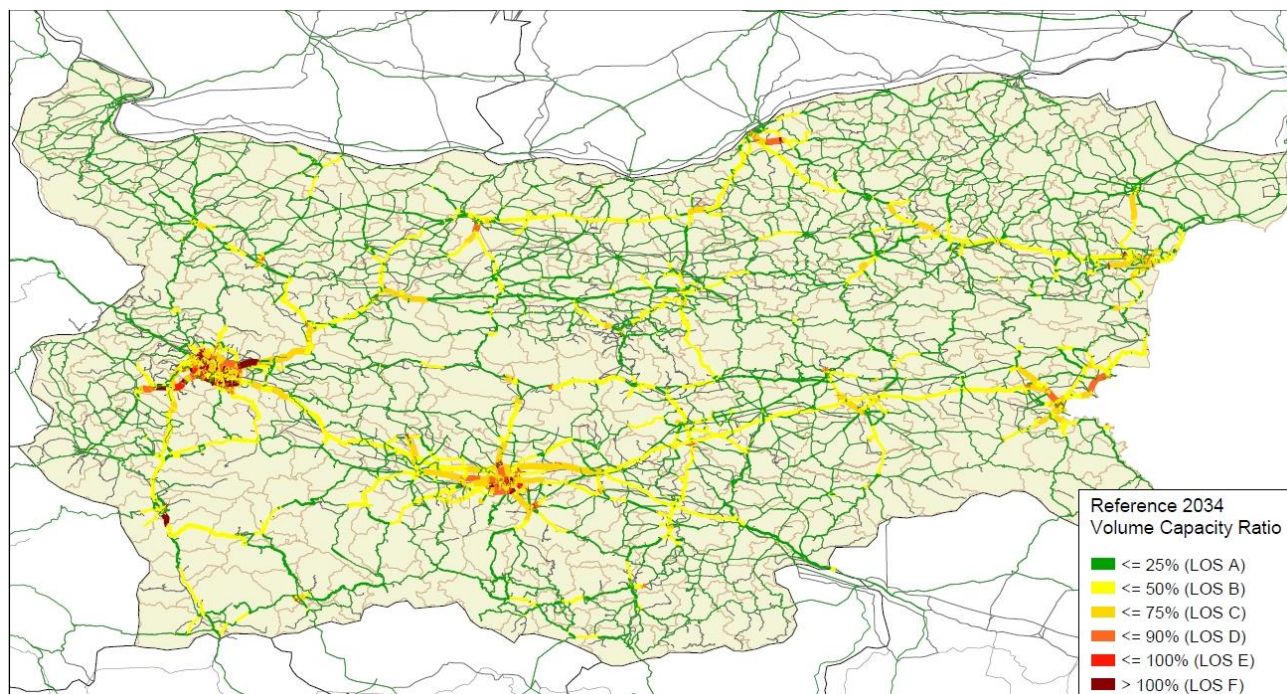 Reference 2034
Volume Capacity Ratio
<= 25% (LOS A)
<= 50% (LOS B)
<= 75% (LOS C)
<= 90% (LOS D)
<= 100% (LOS E)
> 100% (LOS F)